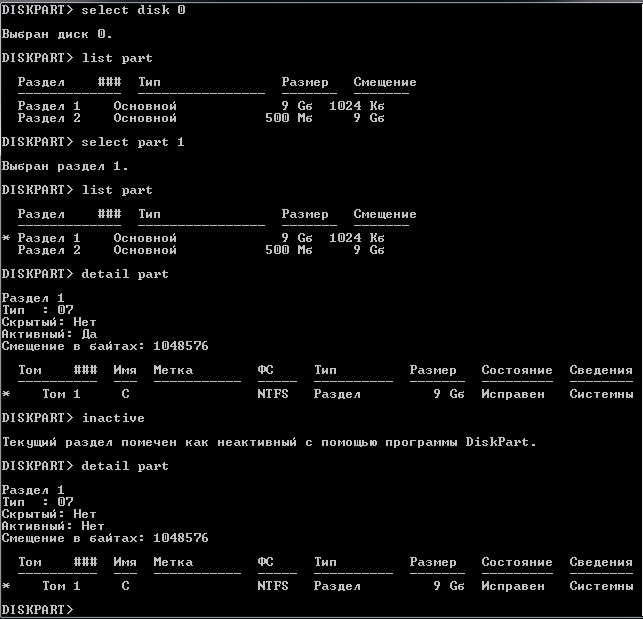 DISKPART> select disk 0
Выбран диск 0.
DISKPART> list part
Раздел    ###  Тип                Размер   Смещение
-------------  ----------------  -------  -------
Раздел 1    Основной             9 Gб  1024 Kб
Раздел 2    Основной           500 Mб     9 Gб
DISKPART> select part 1
Выбран раздел 1.
DISKPART> list part
Раздел    ###  Тип                Размер   Смещение
-------------  ----------------  -------  -------
* Раздел 1    Основной             9 Gб  1024 Kб
Раздел 2    Основной           500 Mб     9 Gб
DISKPART> detail part
Раздел 1
Тип  : 07
Скрытый: Нет
Активный: Да
Смещение в байтах: 1048576
Том    ###  Имя  Метка        ФС     Тип         Размер   Состояние  Сведения
----------  ---  -----------  -----  ----------  -------  ---------  --------
*    Том 1     C                NTFS   Раздел         9 Gб  Исправен   Системны
DISKPART> inactive
Текущий раздел помечен как неактивный с помощью программы DiskPart.
DISKPART> detail part
Раздел 1
Тип  : 07
Скрытый: Нет
Активный: Нет
Смещение в байтах: 1048576
Том    ###  Имя  Метка        ФС     Тип         Размер   Состояние  Сведения
----------  ---  -----------  -----  ----------  -------  ---------  --------
*    Том 1     C                NTFS   Раздел         9 Gб  Исправен   Системны
DISKPART>